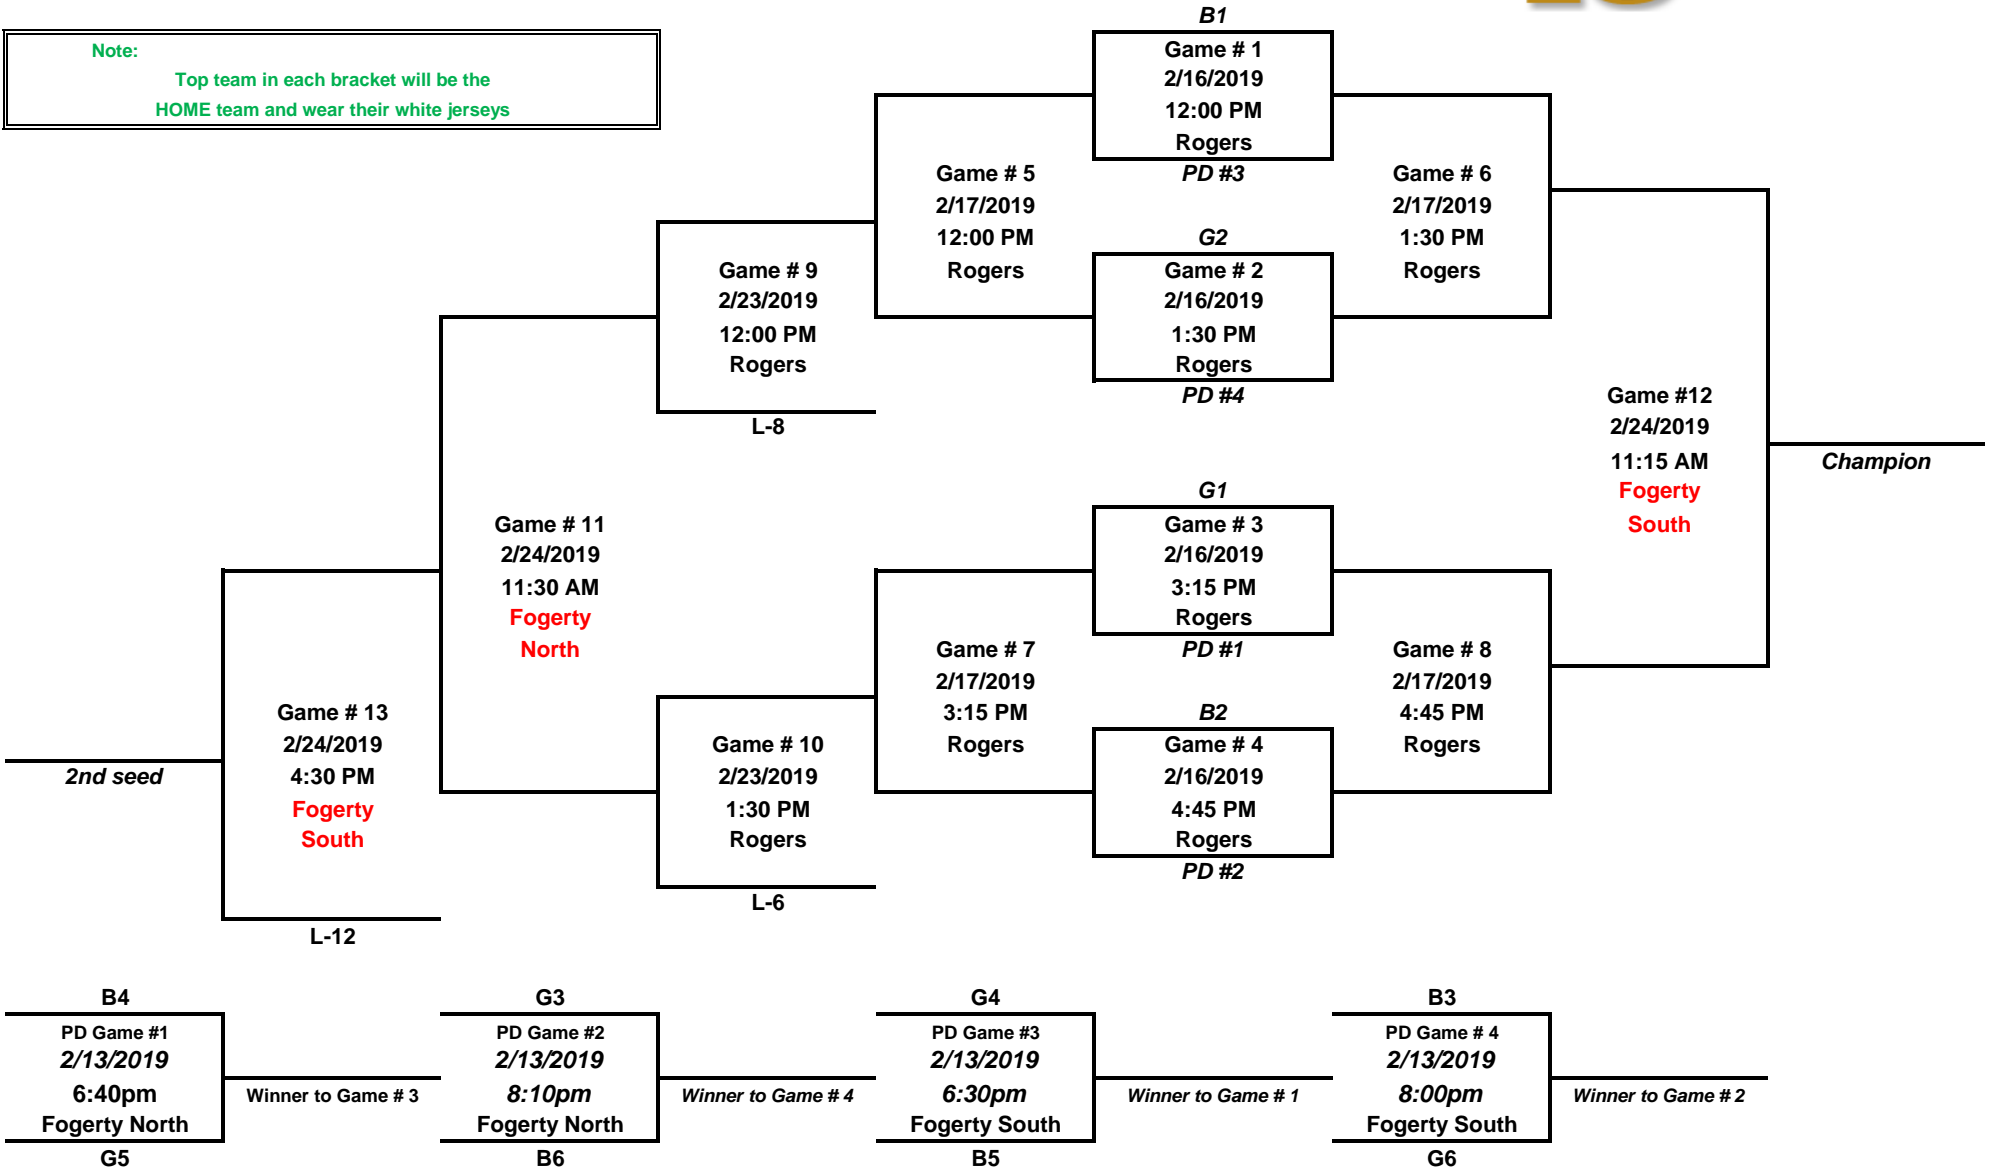 Note:
Top team in each bracket will be the
HOME team and wear their white jerseys
B1
Game # 1
2/16/2019
12:00 PM
Rogers
PD #3
Game # 5
2/17/2019
12:00 PM
Rogers
Game # 6
2/17/2019
1:30 PM
Rogers
G2
Game # 2
2/16/2019
1:30 PM
Rogers
PD #4
Game # 9
2/23/2019
12:00 PM
Rogers
L-8
Game #12
2/24/2019
11:15 AM
Fogerty
South
Champion
G1
Game # 3
2/16/2019
3:15 PM
Rogers
PD #1
Game # 11
2/24/2019
11:30 AM
Fogerty
North
Game # 7
2/17/2019
3:15 PM
Rogers
Game # 8
2/17/2019
4:45 PM
Rogers
B2
Game # 4
2/16/2019
4:45 PM
Rogers
PD #2
Game # 13
2/24/2019
4:30 PM
Fogerty
South
2nd seed
Game # 10
2/23/2019
1:30 PM
Rogers
L-6
L-12
B4
PD Game #1
2/13/2019
6:40pm
Fogerty North
G5
Winner to Game # 3
G3
PD Game #2
2/13/2019
8:10pm
Fogerty North
B6
Winner to Game # 4
G4
PD Game #3
2/13/2019
6:30pm
Fogerty South
B5
Winner to Game # 1
B3
PD Game # 4
2/13/2019
8:00pm
Fogerty South
G6
Winner to Game # 2